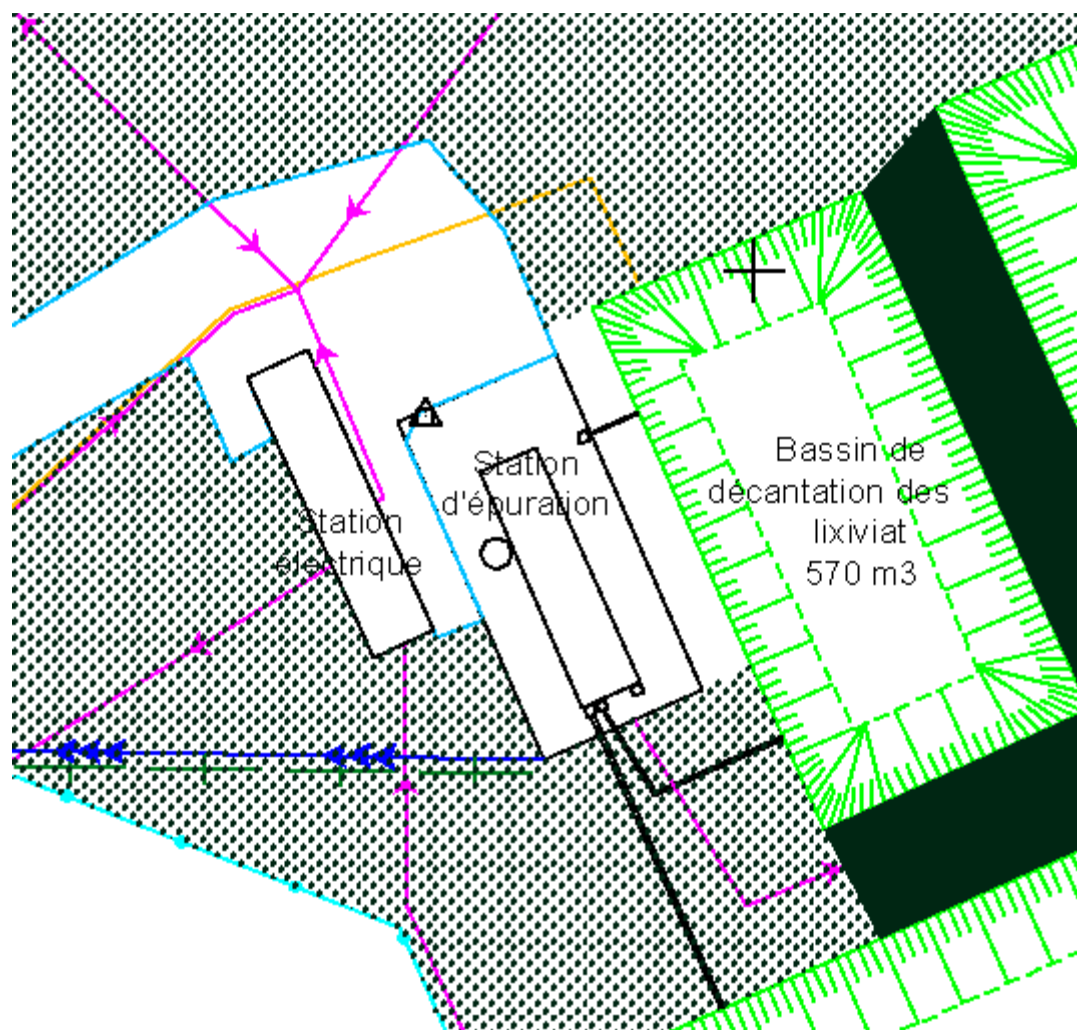 Station
d'épuration
Station
électrique
Bassin de
décantation des
lixiviat
570 m3